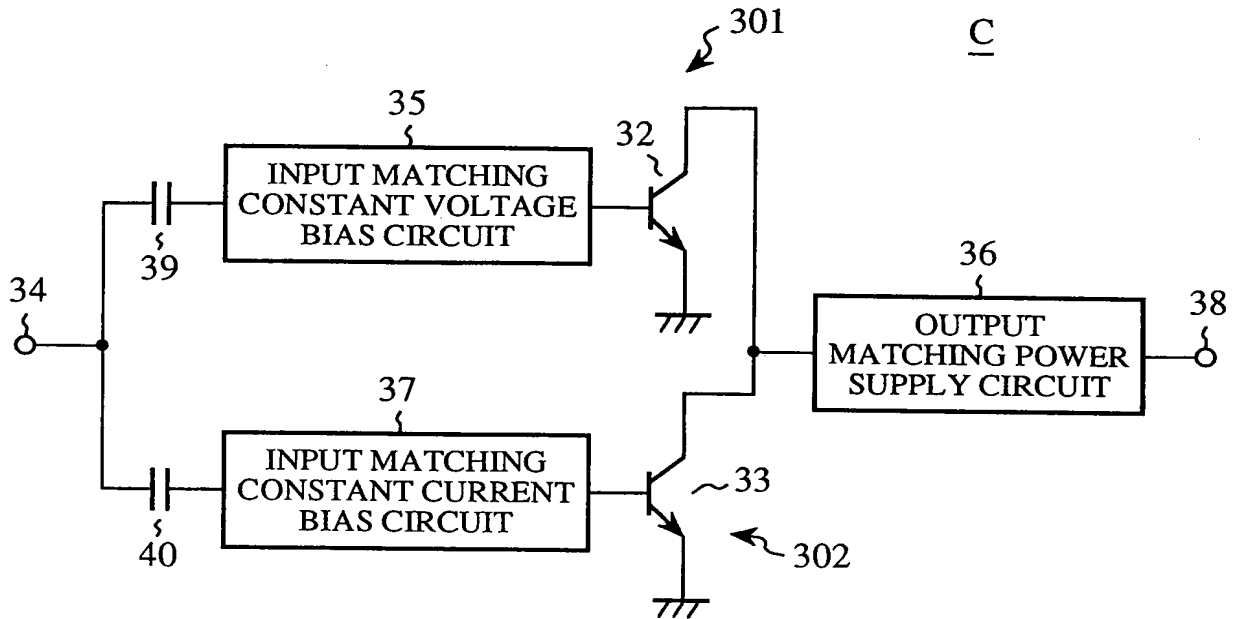 301
C
35
32
INPUT MATCHING
CONSTANT VOLTAGE
BIAS CIRCUIT
39
34
36
38
OUTPUT
MATCHING POWER
SUPPLY CIRCUIT
37
INPUT MATCHING
CONSTANT CURRENT
BIAS CIRCUIT
33
40
302